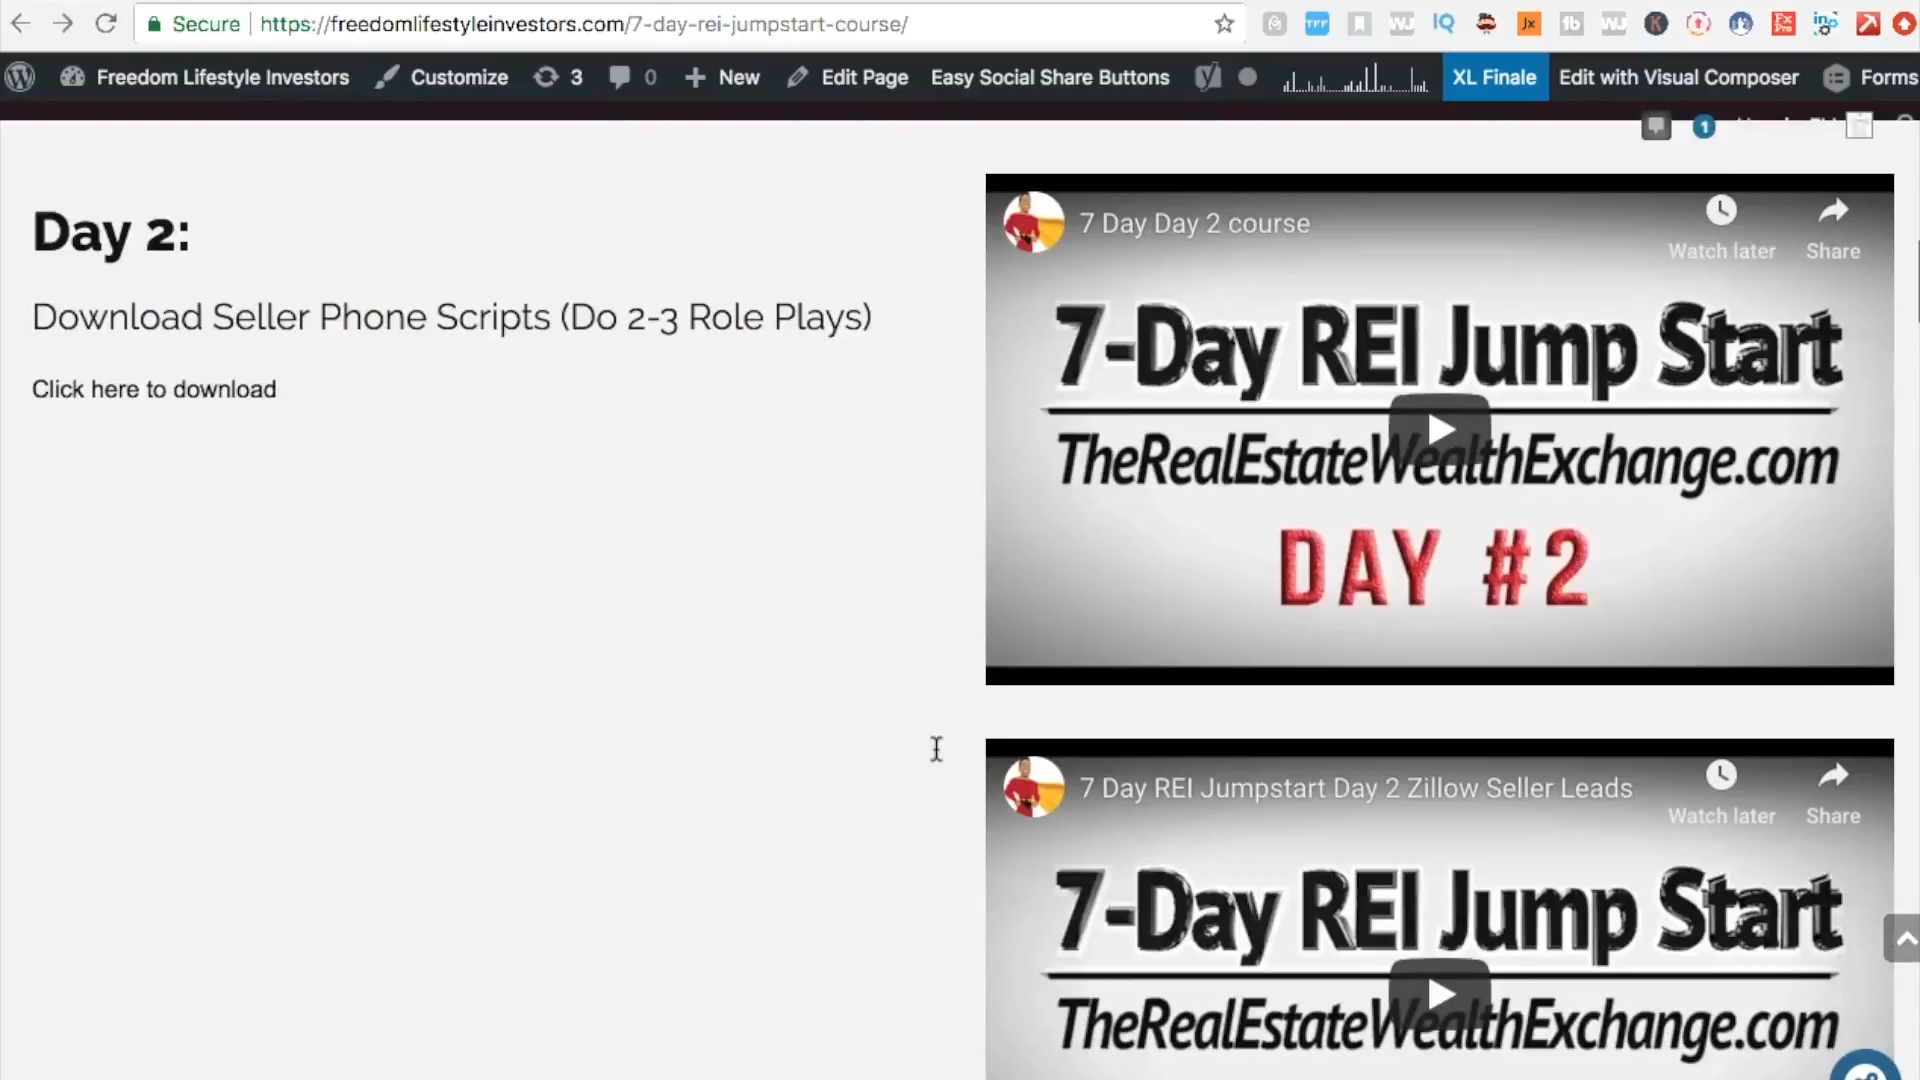 Secure https://freedomlifestyleinvestors.com/7-day-rei-jumpstart-course/
Freedom Lifestyle Investors Customize 3 0 New Edit Page Easy Social Share Buttons XL Finale Edit with Visual Composer Forms
1
Day 2:
Download Seller Phone Scripts (Do 2-3 Role Plays)
Click here to download
7 Day Day 2 course
Watch later Share
7-Day REI Jump Start
TheRealEstateWealthExchange.com
DAY #2
7 Day REI Jumpstart Day 2 Zillow Seller Leads
Watch later Share
7-Day REI Jump Start
TheRealEstateWealthExchange.com